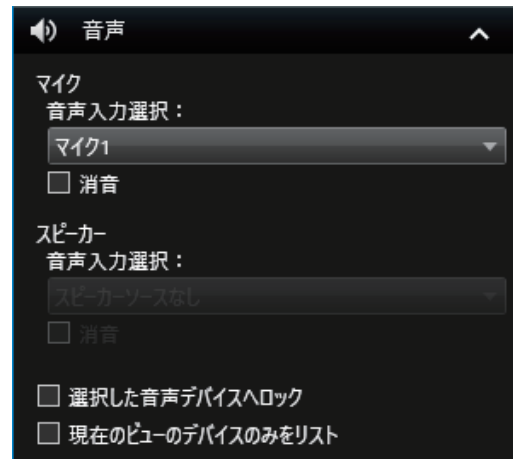 音声
マイク
音声入力選択：
マイク1
消音
スピーカー
音声入力選択：
スピーカーソースなし
消音
選択した音声デバイスへロック
現在のビューのデバイスのみをリスト